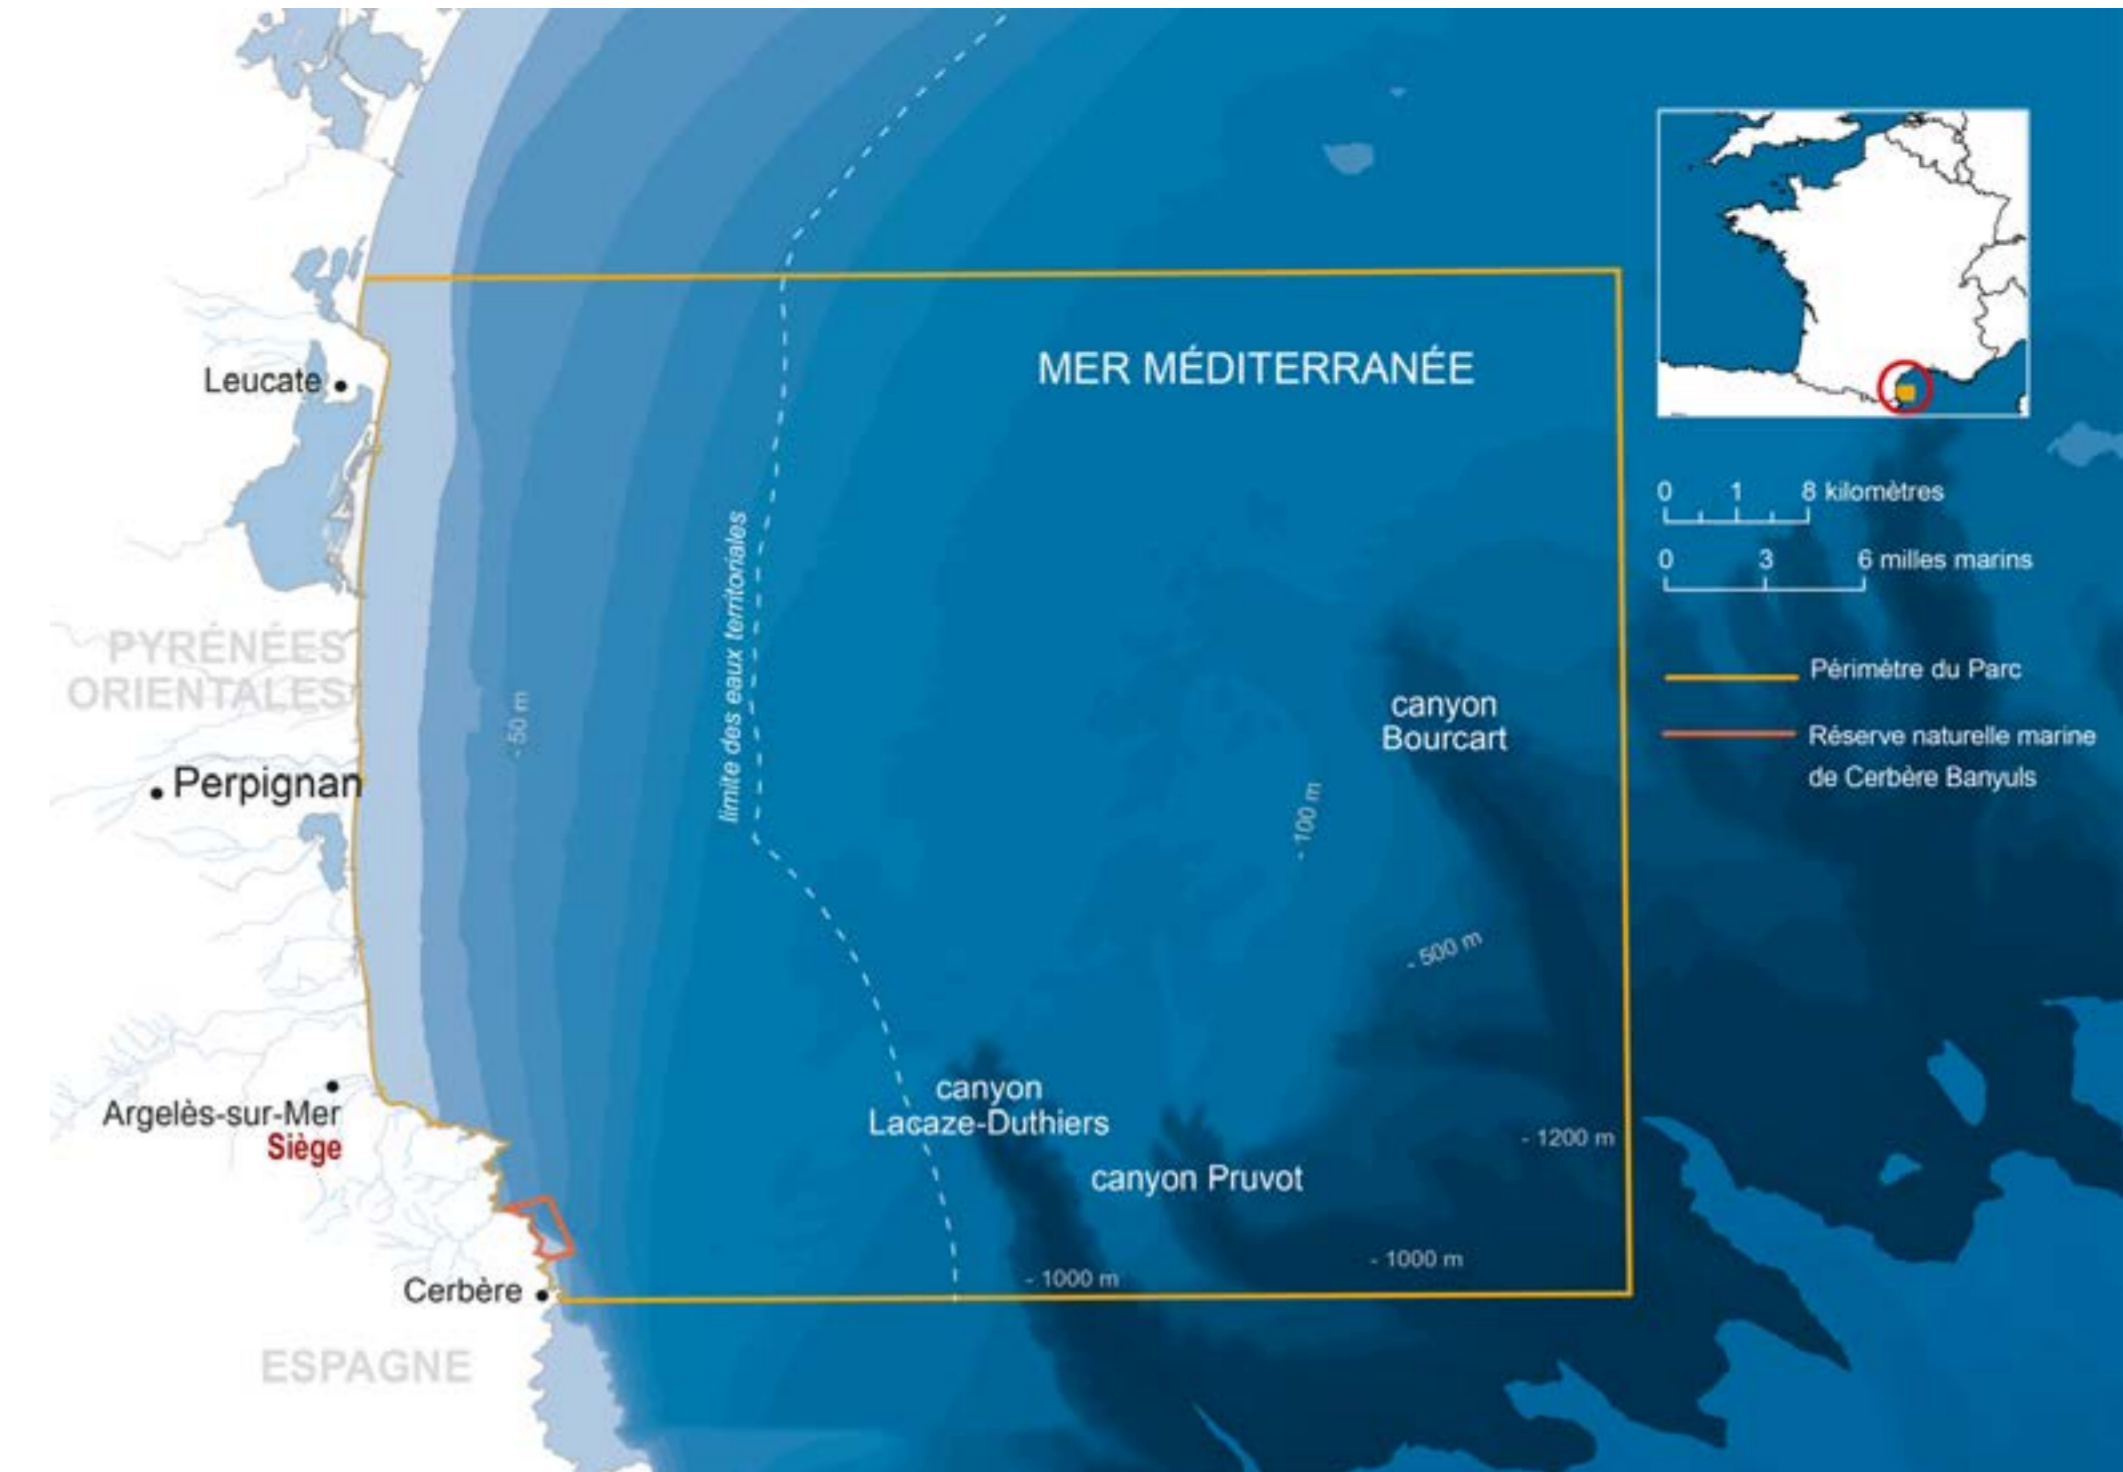 MER MÉDITERRANÉE
Leucate
0 1 8 kilomètres
0 3 6 milles marins
limite des eaux territoriales
PYRÉNÉES
ORIENTALES
- 50 m
Périmètre du Parc
canyon
Bourcart
Réserve naturelle marine
de Cerbère Banyuls
Perpignan
- 100 m
- 500 m
Argelès-sur-Mer
Siège
canyon
Lacaze-Duthiers
canyon Pruvot
- 1200 m
- 1000 m
- 1000 m
Cerbère
ESPAGNE